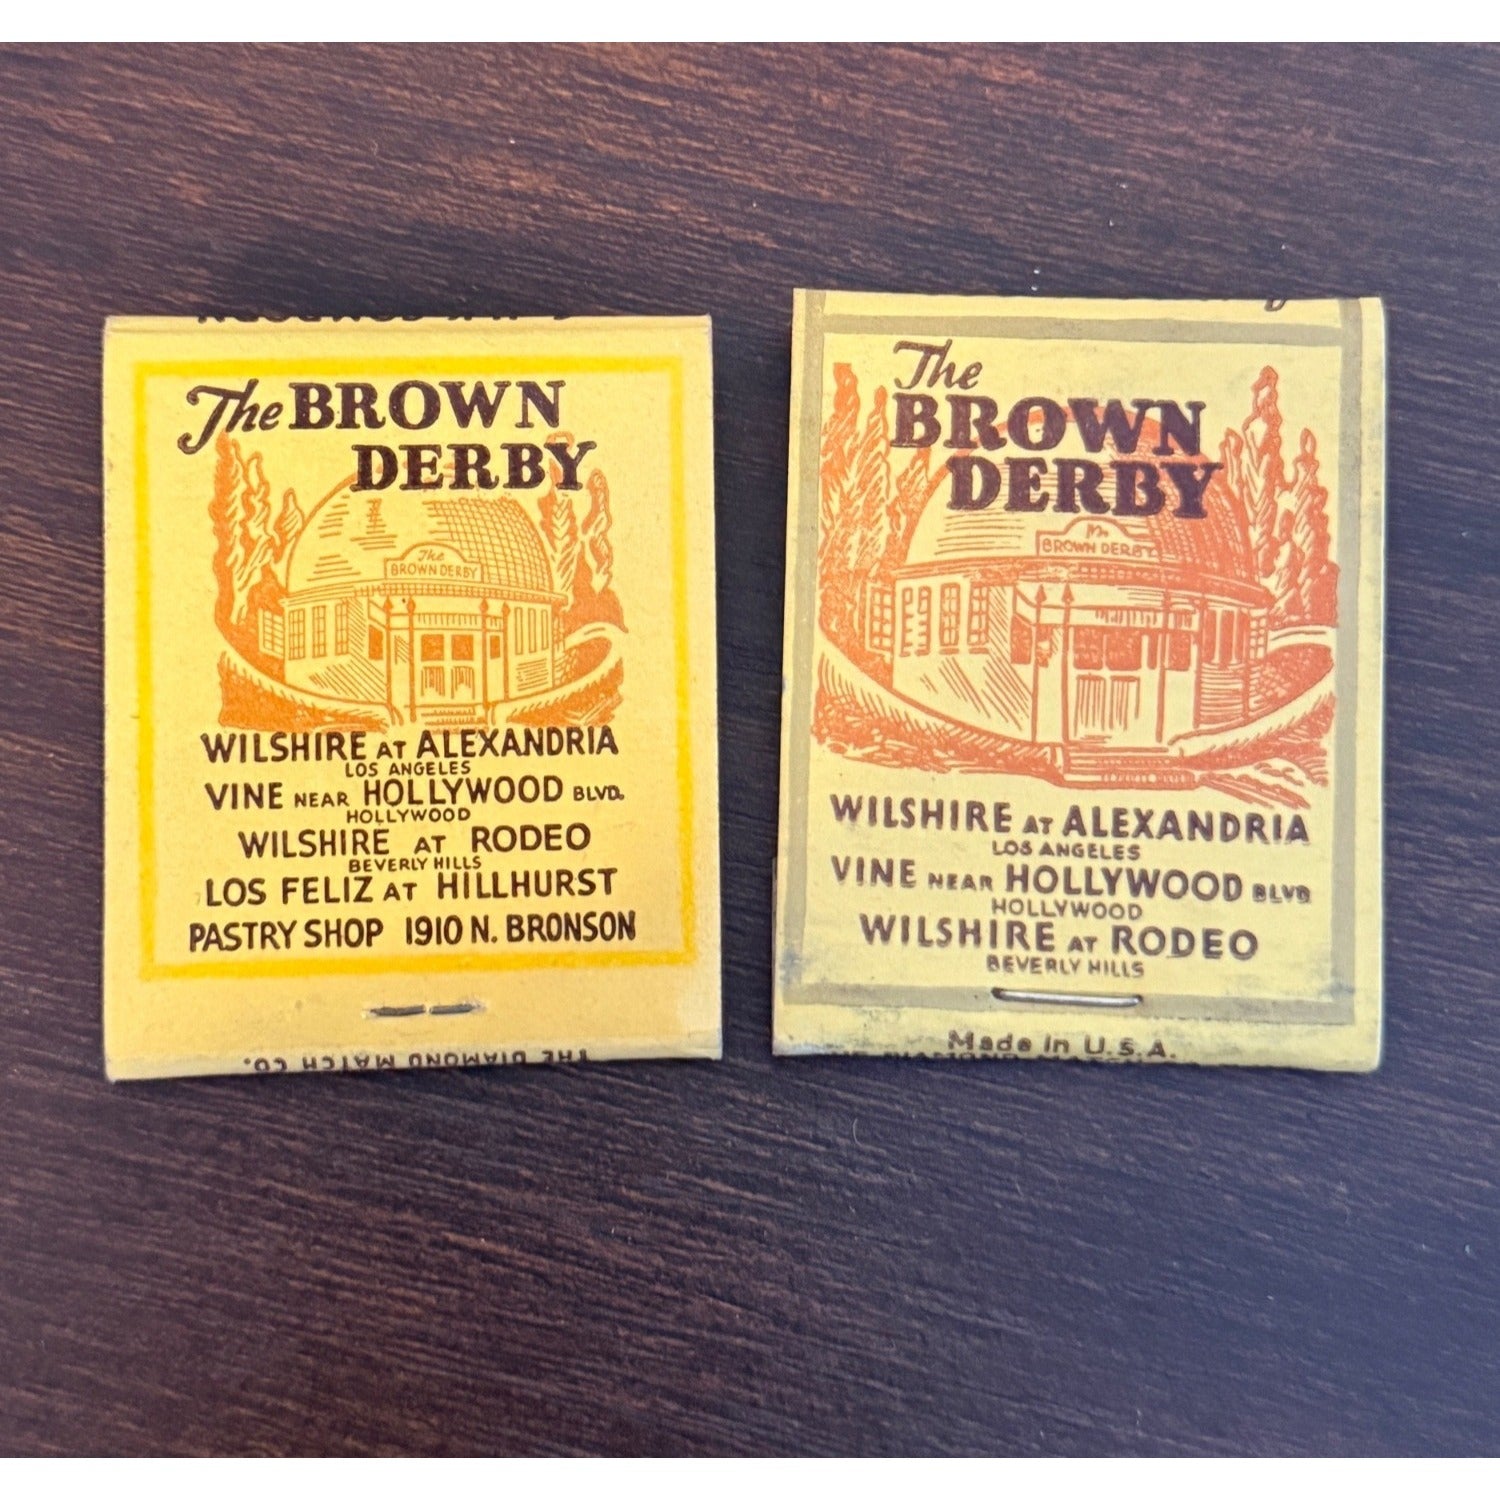 The BROWN
DERBY
The
BROWN DERBY
WILSHIRE AT ALEXANDRIA
LOS ANGELES
VINE NEAR HOLLYWOOD BLVD.
HOLLYWOOD
WILSHIRE AT RODEO
BEVERLY HILLS
LOS FELIZ AT HILLHURST
PASTRY SHOP 1910 N. BRONSON
THE DIAMOND MATCH CO.
The
BROWN
DERBY
BROWN DERBY
WILSHIRE AT ALEXANDRIA
LOS ANGELES
VINE NEAR HOLLYWOOD BLVD
HOLLYWOOD
WILSHIRE AT RODEO
BEVERLY HILLS
Made in U.S.A.